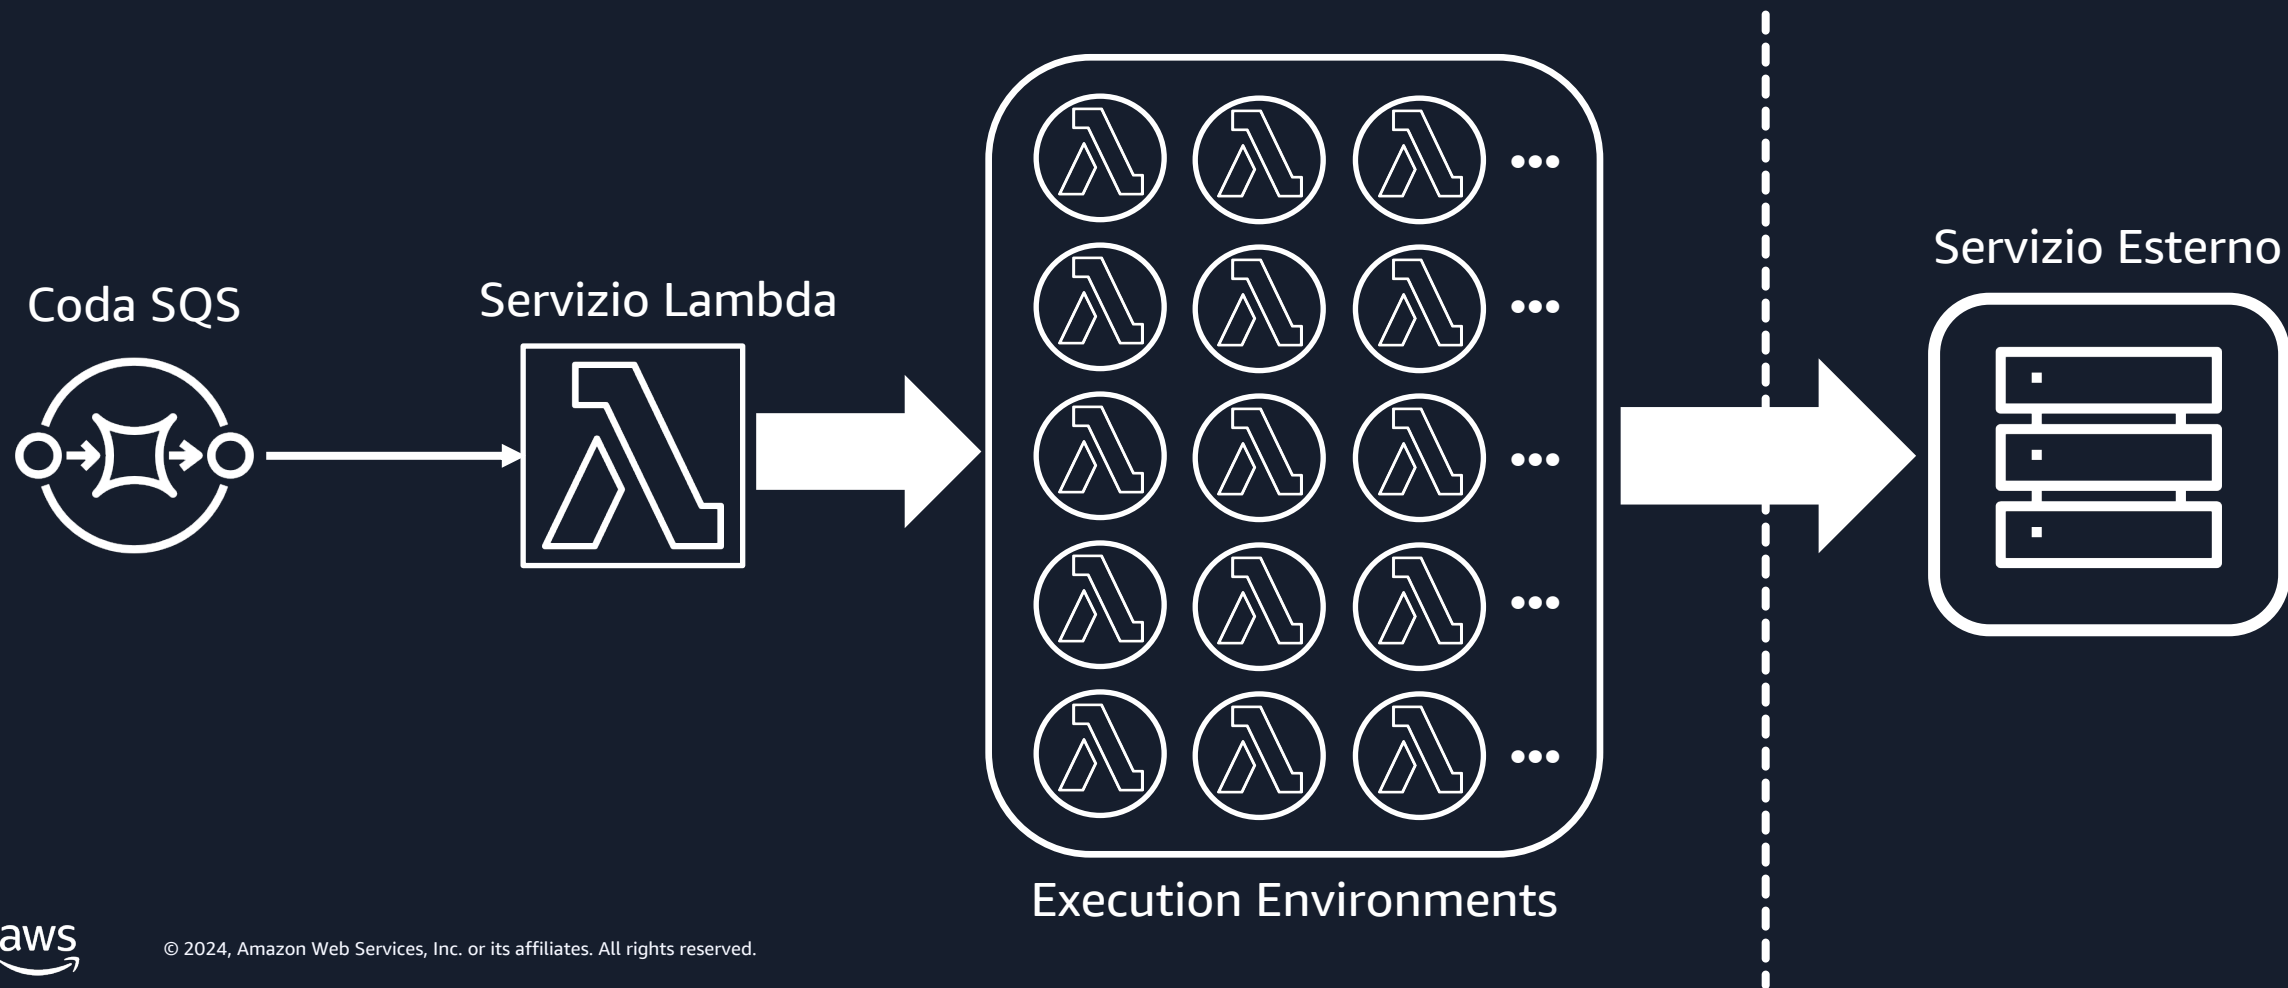 Coda SQS
Servizio Lambda
Servizio Esterno
Execution Environments
aws
© 2024, Amazon Web Services, Inc. or its affiliates. All rights reserved.